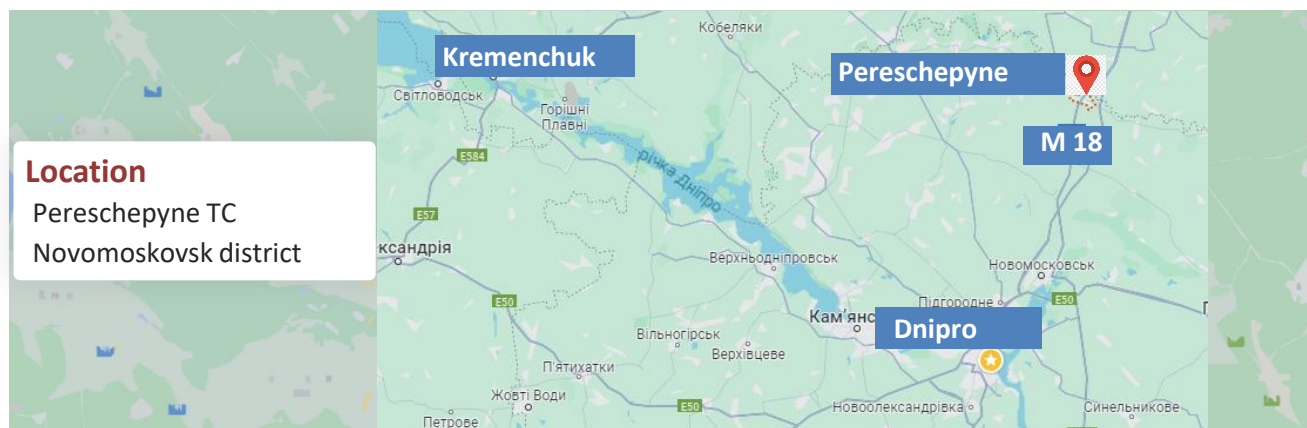 Кобеляки
Kremenchuk
Pereschepyne
Світловодськ
Горішні
Плавні
M 18
E584
річка Дніпро
Location
Pereschepyne TC
Novomoskovsk district
E57
ександрія
Верхньодніпровськ
Новомосковськ
E50
E50
Підгородне
Кам'янс
Dnipro
Вільногірськ
Верхівцеве
П'ятихатки
Жовті Води
E50
Новоолександрівка
Синельникове
Петрове